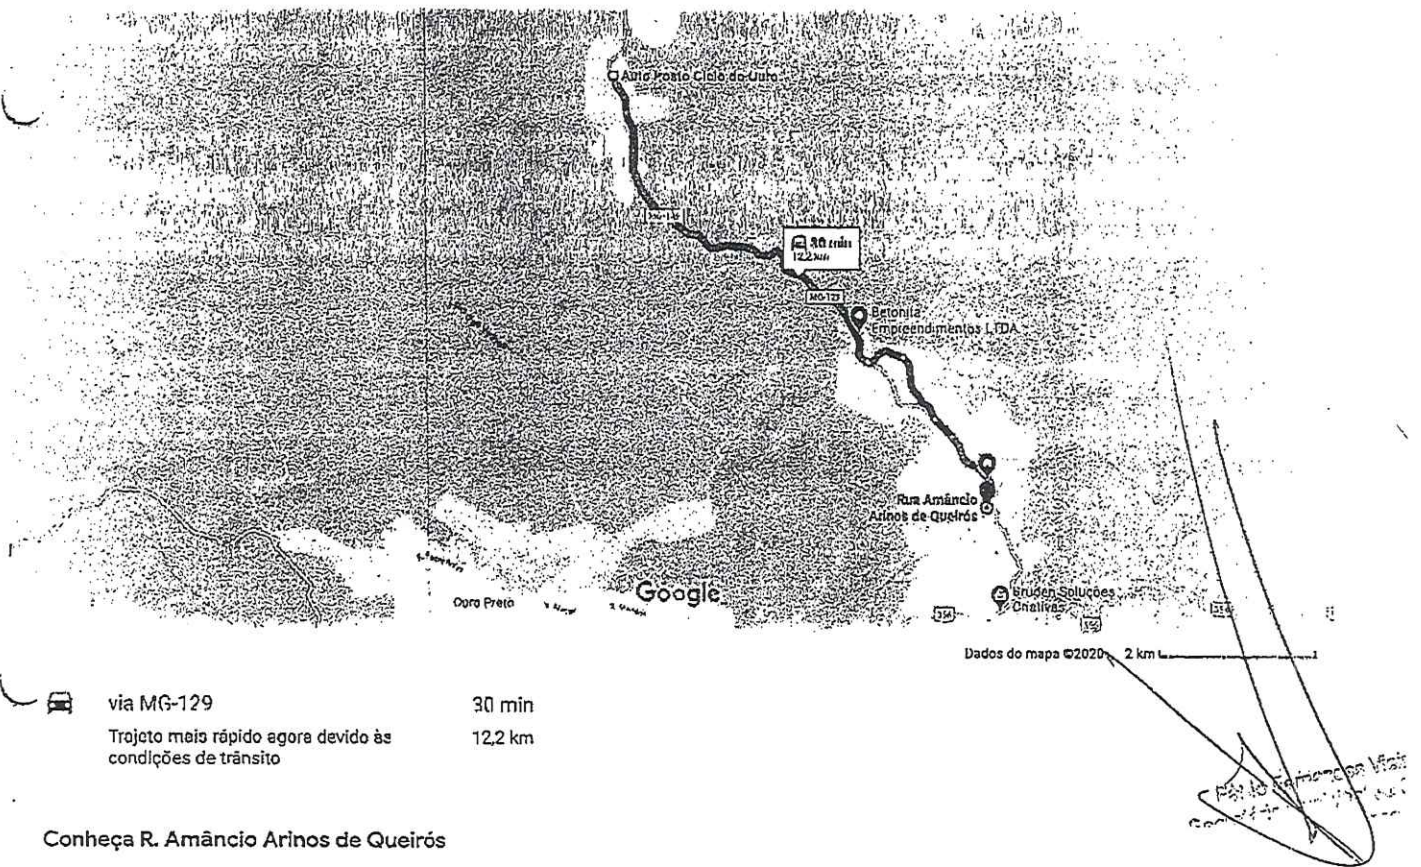 Auto Posto Ciclo do Ouro
30 min
12,2 km
MG-129
Betonita
Empreendimentos LTDA
Rua Amâncio
Arinos de Queirós
Ouro Preto
Google
Bruden Soluções
Criativas
356
356
Dados do mapa ©2020
2 km
via MG-129
30 min
Trajeto mais rápido agora devido às
12,2 km
condições de trânsito
Conheça R. Amâncio Arinos de Queirós